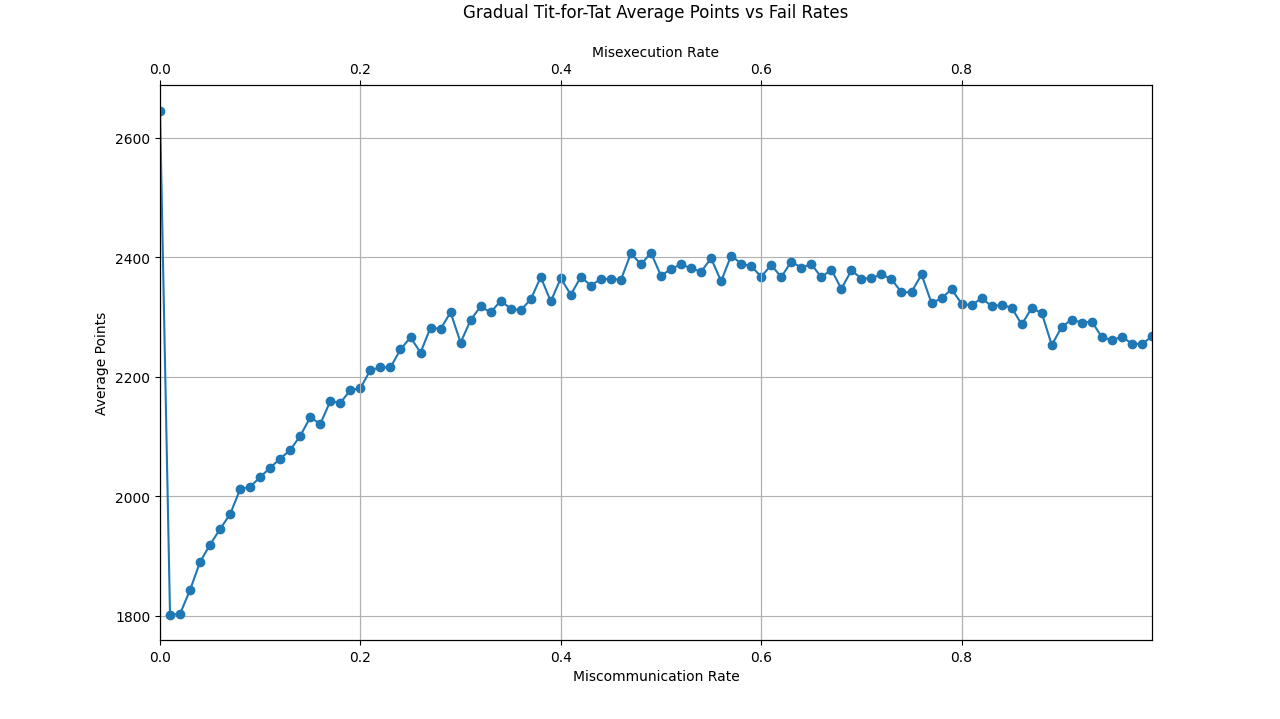 Gradual Tit-for-Tat Average Points vs Fail Rates
Misexecution Rate
0.0 0.2 0.4 0.6 0.8
2600
2400
2200
2000
1800
Average Points
0.0 0.2 0.4 0.6 0.8
Miscommunication Rate